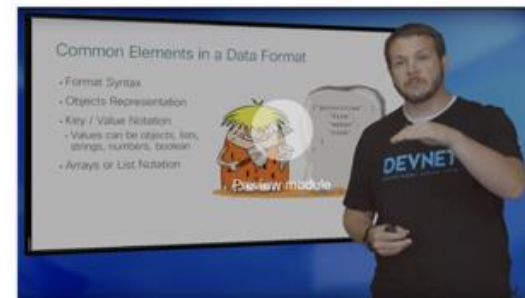 Common Elements in a Data Format
• Format Syntax
• Objects Representation
• Key / Value Notation
• Values can be objects, lists,
strings, numbers, boolean
• Arrays or List Notation
Preview module
DEVNET